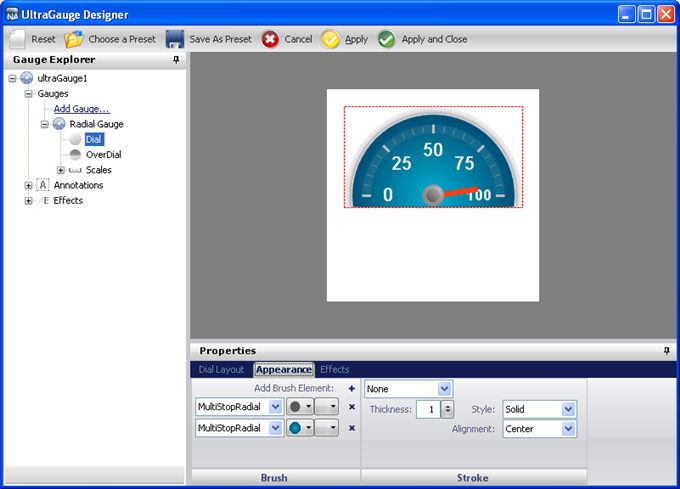 NA UltraGauge Designer
Reset Choose a Preset Save As Preset Cancel Apply Apply and Close
Gauge Explorer
ultraGauge1
Gauges
Add Gauge...
Radial Gauge
Dial
OverDial
Scales
A Annotations
E Effects
0 25 50 75 100
Properties
Dial Layout Appearance Effects
Add Brush Element:
MultiStopRadial
MultiStopRadial
Brush
None
Thickness: 1 Style: Solid
Alignment: Center
Stroke